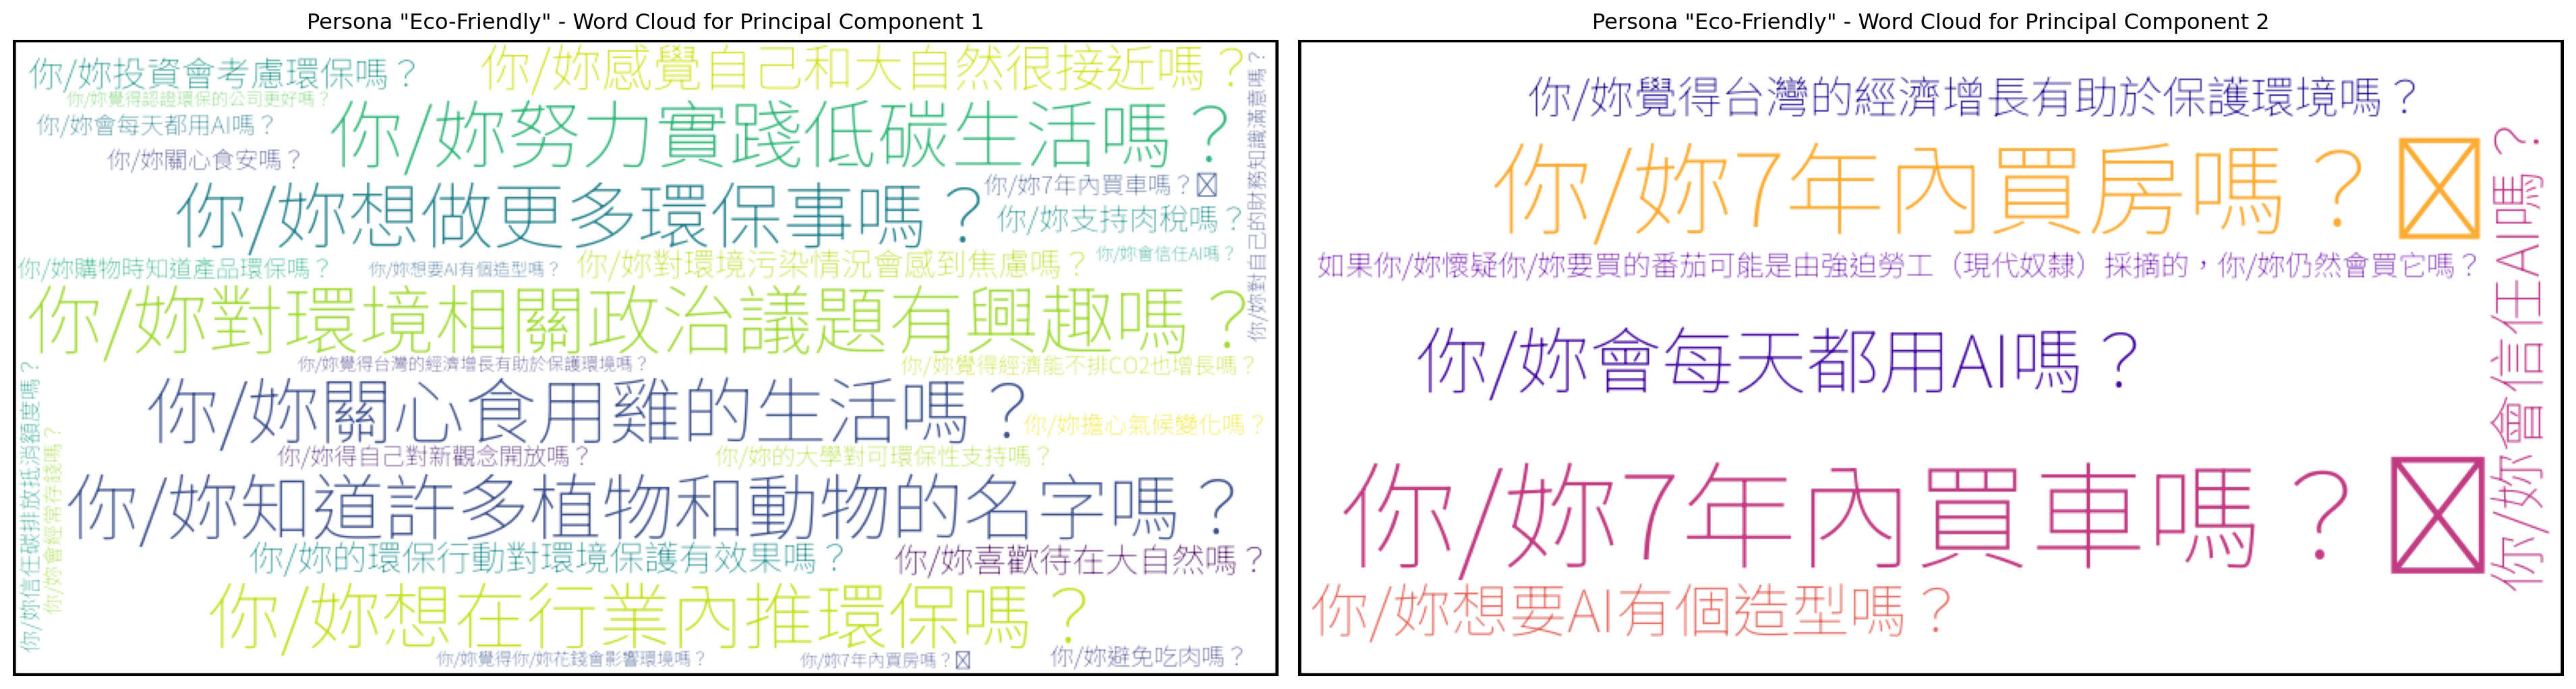 Persona "Eco-Friendly" - Word Cloud for Principal Component 1
你/妳投資會考慮環保嗎？
你/妳感覺自己和大自然很接近嗎？
你/妳覺得認證環保的公司更好嗎？
你/妳會每天都用AI嗎？
你/妳努力實踐低碳生活嗎？
你/妳關心食安嗎？
你/妳對自己的財務知識滿意嗎？
你/妳想做更多環保事嗎？
你/妳7年內買車嗎？
你/妳支持肉稅嗎？
你/妳購物時知道產品環保嗎？
你/妳想要AI有個造型嗎？
你/妳對環境污染情況會感到焦慮嗎？
你/妳會信任AI嗎？
你/妳對環境相關政治議題有興趣嗎？
你/妳覺得台灣的經濟增長有助於保護環境嗎？
你/妳覺得經濟能不排CO2也增長嗎？
你/妳關心食用雞的生活嗎？
你/妳擔心氣候變化嗎？
你/妳得自己對新觀念開放嗎？
你/妳的大學對可環保性支持嗎？
你/妳信任碳排放抵消額度嗎？
你/妳會經常存錢嗎？
你/妳知道許多植物和動物的名字嗎？
你/妳的環保行動對環境保護有效果嗎？
你/妳喜歡待在大自然嗎？
你/妳想在行業內推環保嗎？
你/妳覺得你/妳花錢會影響環境嗎？
你/妳7年內買房嗎？
你/妳避免吃肉嗎？
Persona "Eco-Friendly" - Word Cloud for Principal Component 2
你/妳覺得台灣的經濟增長有助於保護環境嗎？
你/妳7年內買房嗎？
如果你/妳懷疑你/妳要買的番茄可能是由強迫勞工（現代奴隸）採摘的，你/妳仍然會買它嗎？
你/妳會每天都用AI嗎？
你/妳會信任AI嗎？
你/妳7年內買車嗎？
你/妳想要AI有個造型嗎？